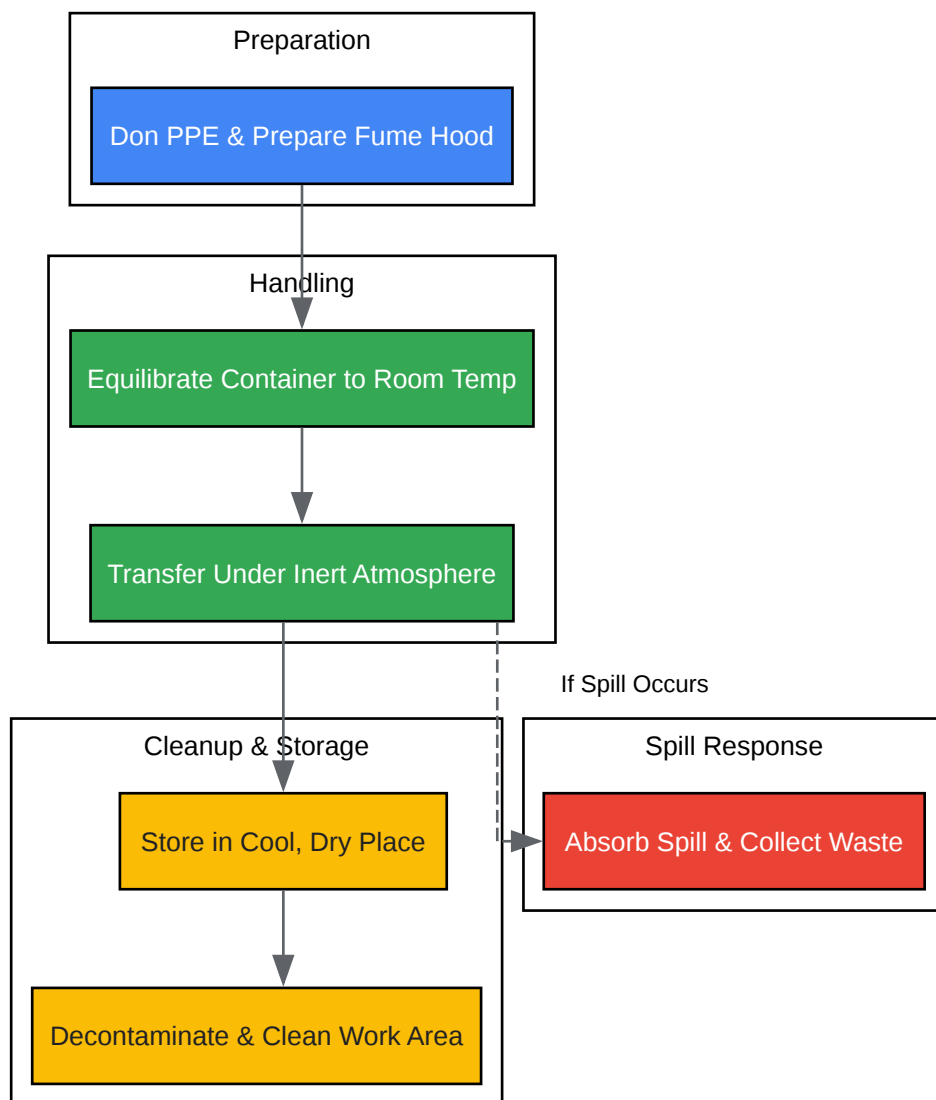 Preparation
Don PPE & Prepare Fume Hood
Handling
Equilibrate Container to Room Temp
Transfer Under Inert Atmosphere
If Spill Occurs
Cleanup & Storage
Spill Response
Store in Cool, Dry Place
Absorb Spill & Collect Waste
Decontaminate & Clean Work Area